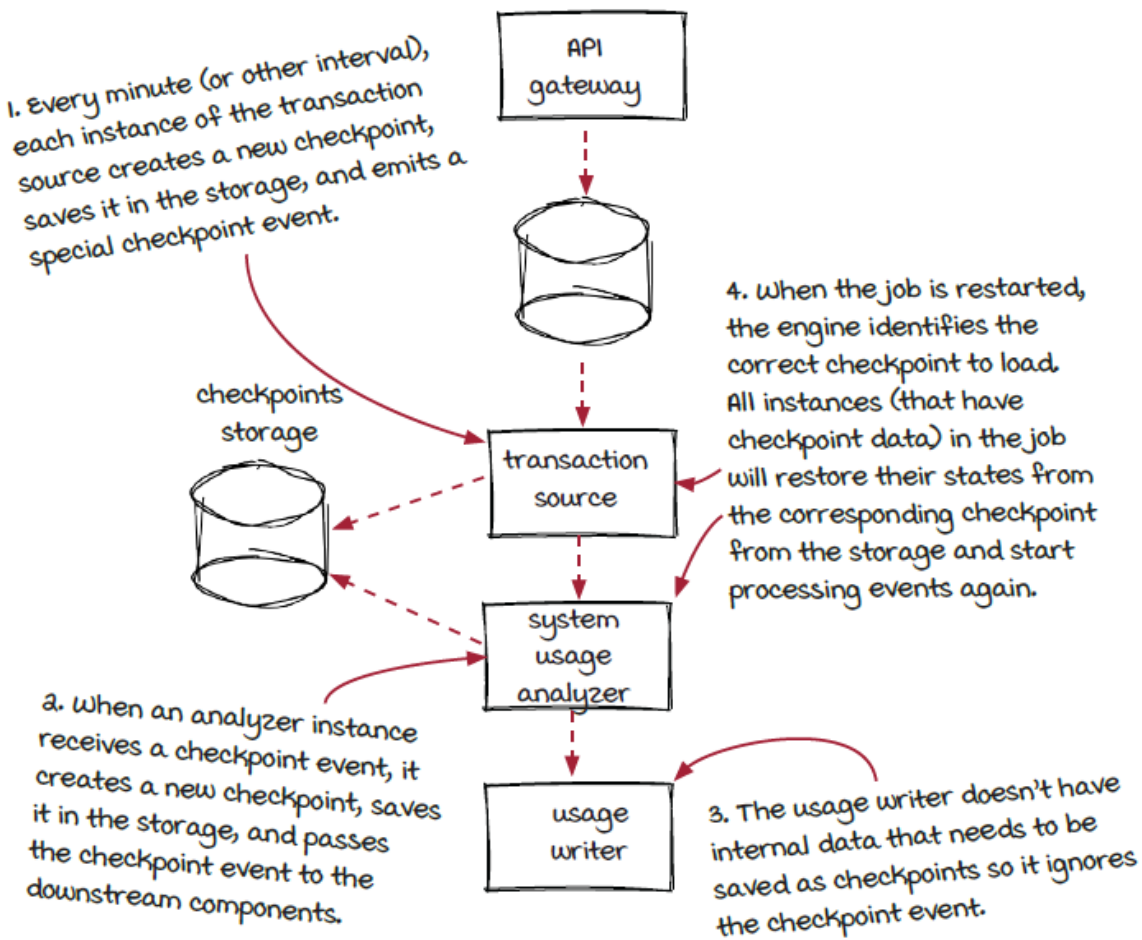 API
gateway
1. Every minute (or other interval),
each instance of the transaction
source creates a new checkpoint,
saves it in the storage, and emits a
special checkpoint event.
4. When the job is restarted,
the engine identifies the
correct checkpoint to load.
All instances (that have
checkpoint data) in the job
will restore their states from
the corresponding checkpoint
from the storage and start
processing events again.
checkpoints
storage
transaction
source
system
usage
analyzer
2. When an analyzer instance
receives a checkpoint event, it
creates a new checkpoint, saves
it in the storage, and passes
the checkpoint event to the
downstream components.
usage
writer
3. The usage writer doesn't have
internal data that needs to be
saved as checkpoints so it ignores
the checkpoint event.